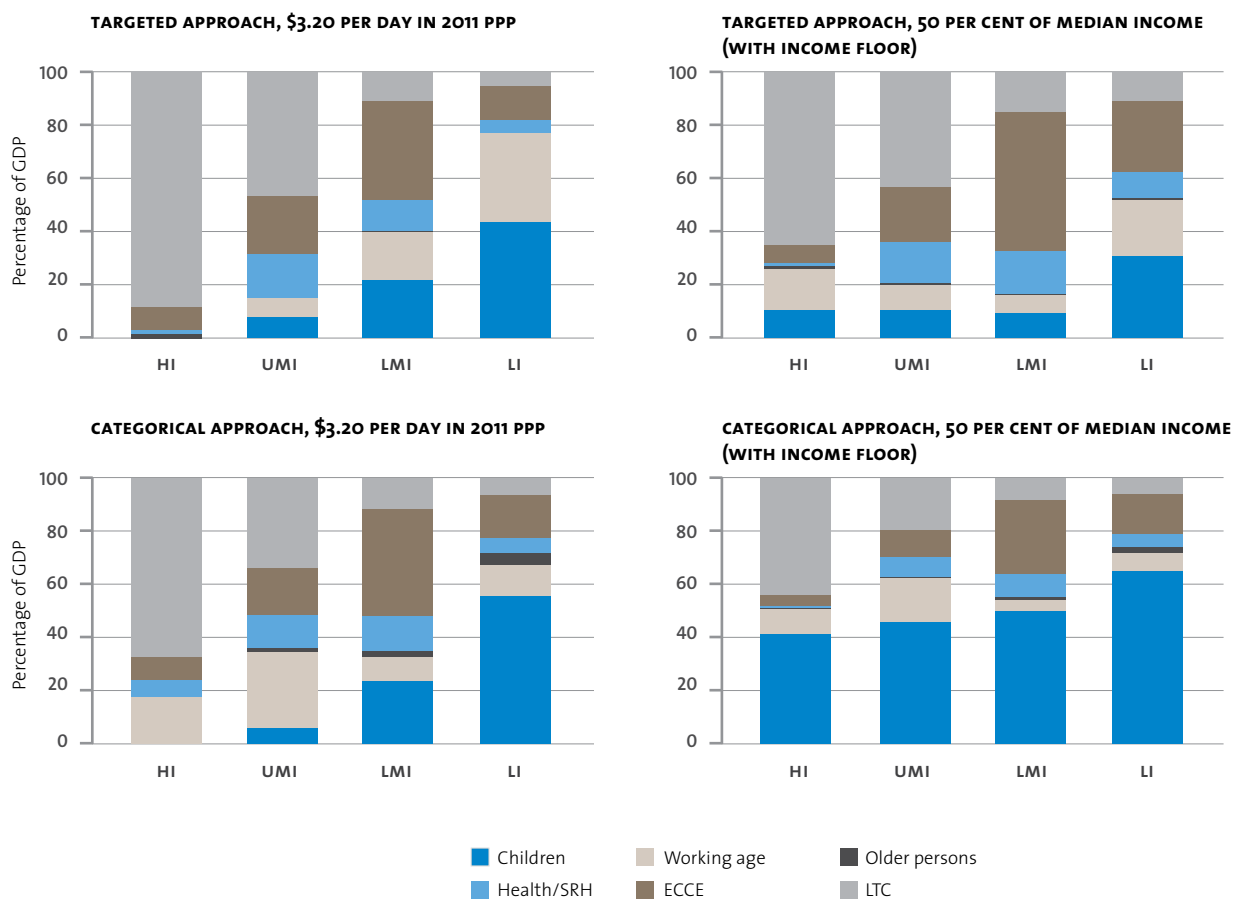 TARGETED APPROACH, $3.20 PER DAY IN 2011 PPP
Percentage of GDP
100
80
60
40
20
0
HI UMI LMI LI
TARGETED APPROACH, 50 PER CENT OF MEDIAN INCOME
(WITH INCOME FLOOR)
100
80
60
40
20
0
HI UMI LMI LI
CATEGORICAL APPROACH, $3.20 PER DAY IN 2011 PPP
Percentage of GDP
100
80
60
40
20
0
HI UMI LMI LI
CATEGORICAL APPROACH, 50 PER CENT OF MEDIAN INCOME
(WITH INCOME FLOOR)
100
80
60
40
20
0
HI UMI LMI LI
Children Working age Older persons
Health/SRH ECCE LTC